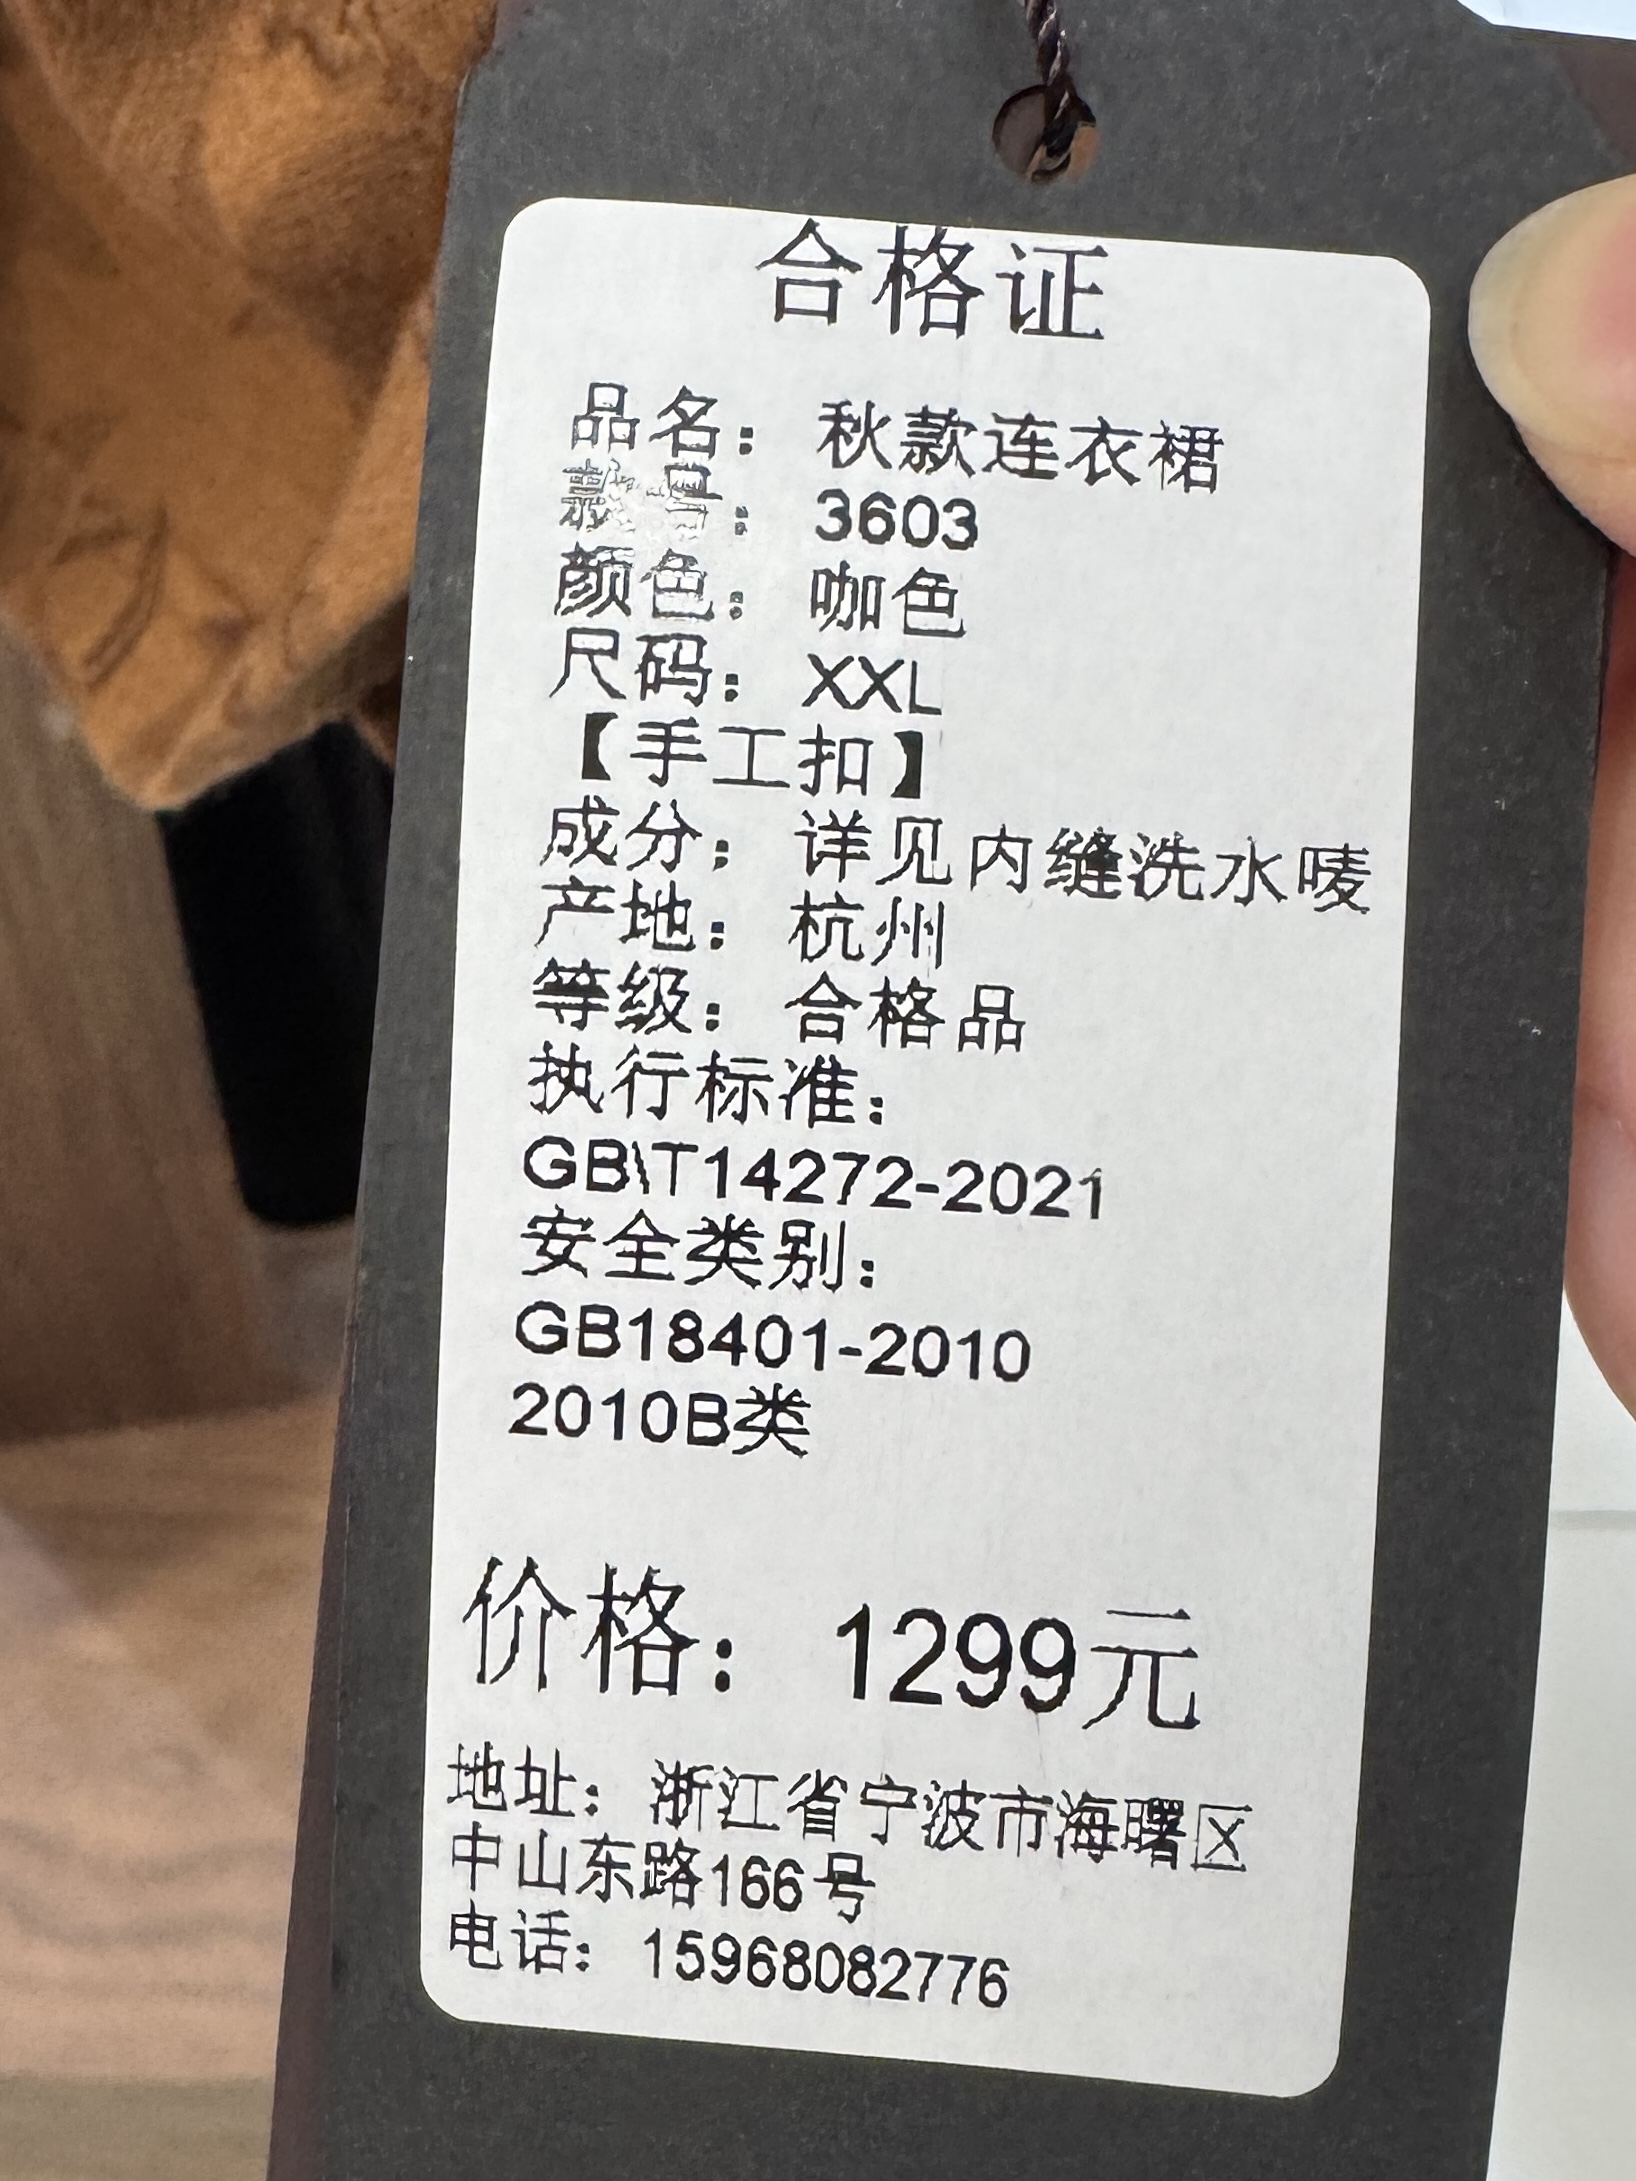 合格证
品名：秋款连衣裙
款号：3603
颜色：咖色
尺码：XXL
【手工扣】
成分：详见内缝洗水唛
产地：杭州
等级：合格品
执行标准：
GB\T14272-2021
安全类别：
GB18401-2010
2010B类
价格：1299元
地址：浙江省宁波市海曙区
中山东路166号
电话：15968082776